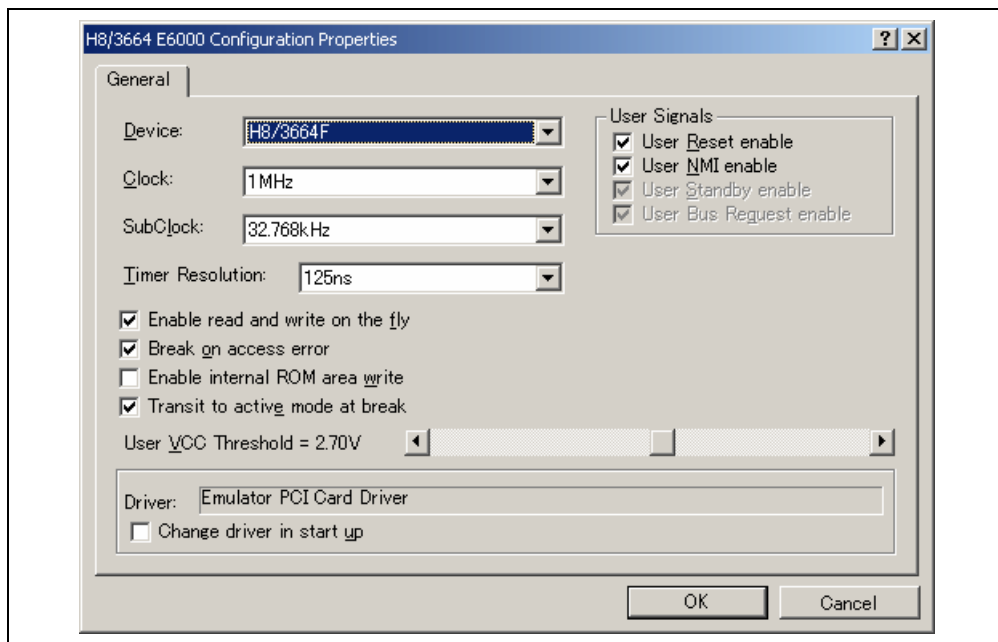 H8/3664 E6000 Configuration Properties
General
Device: H8/3664F
Clock: 1MHz
SubClock: 32.768kHz
Timer Resolution: 125ns
User Signals
User Reset enable
User NMI enable
User Standby enable
User Bus Request enable
Enable read and write on the fly
Break on access error
Enable internal ROM area write
Transit to active mode at break
User VCC Threshold = 2.70V
Driver: Emulator PCI Card Driver
Change driver in start up
OK Cancel